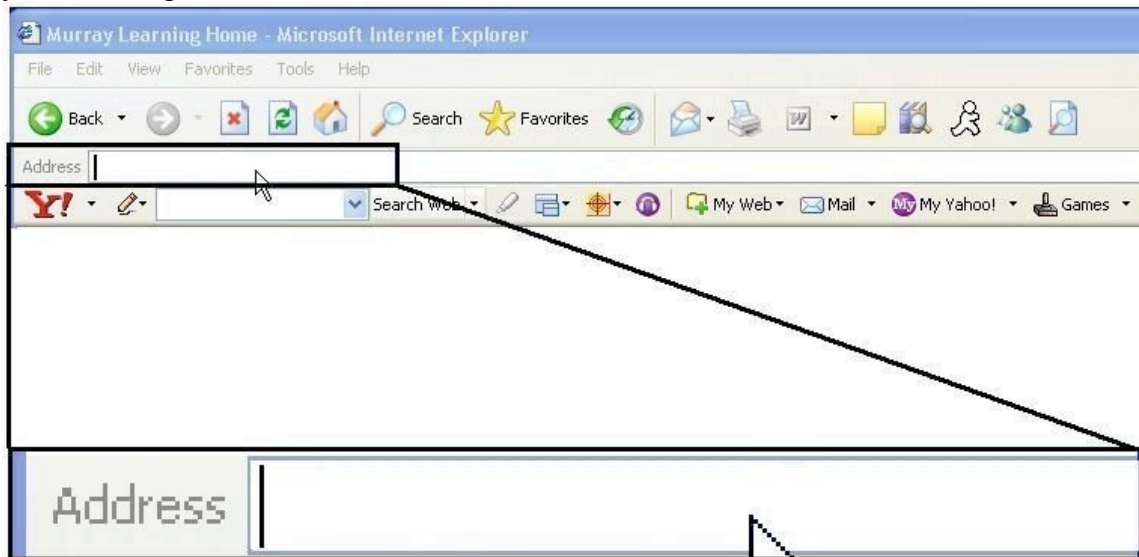 Murray Learning Home - Microsoft Internet Explorer
File Edit View Favorites Tools Help
Back Search Favorites W
Address
Y! Search Web My Web Mail My My Yahoo! Games
Address